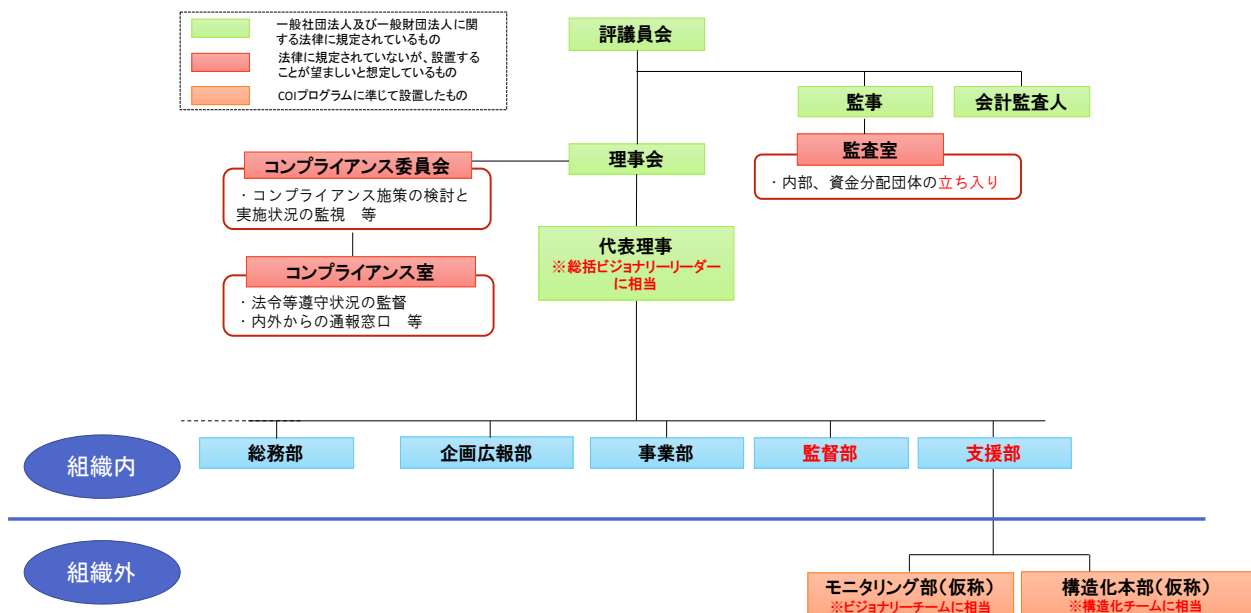 一般社団法人及び一般財団法人に関
する法律に規定されているもの
法律に規定されていないが、設置する
ことが望ましいと想定しているもの
COIプログラムに準じて設置したもの
評議員会
監事
会計監査人
監査室
・内部、資金分配団体の立ち入り
理事会
コンプライアンス委員会
・コンプライアンス施策の検討と
実施状況の監視　等
コンプライアンス室
・法令等遵守状況の監督
・内外からの通報窓口　等
代表理事
※総括ビジョナリーリーダー
に相当
組織内
総務部
企画広報部
事業部
監督部
支援部
組織外
モニタリング部(仮称)
※ビジョナリーチームに相当
構造化本部(仮称)
※構造化チームに相当